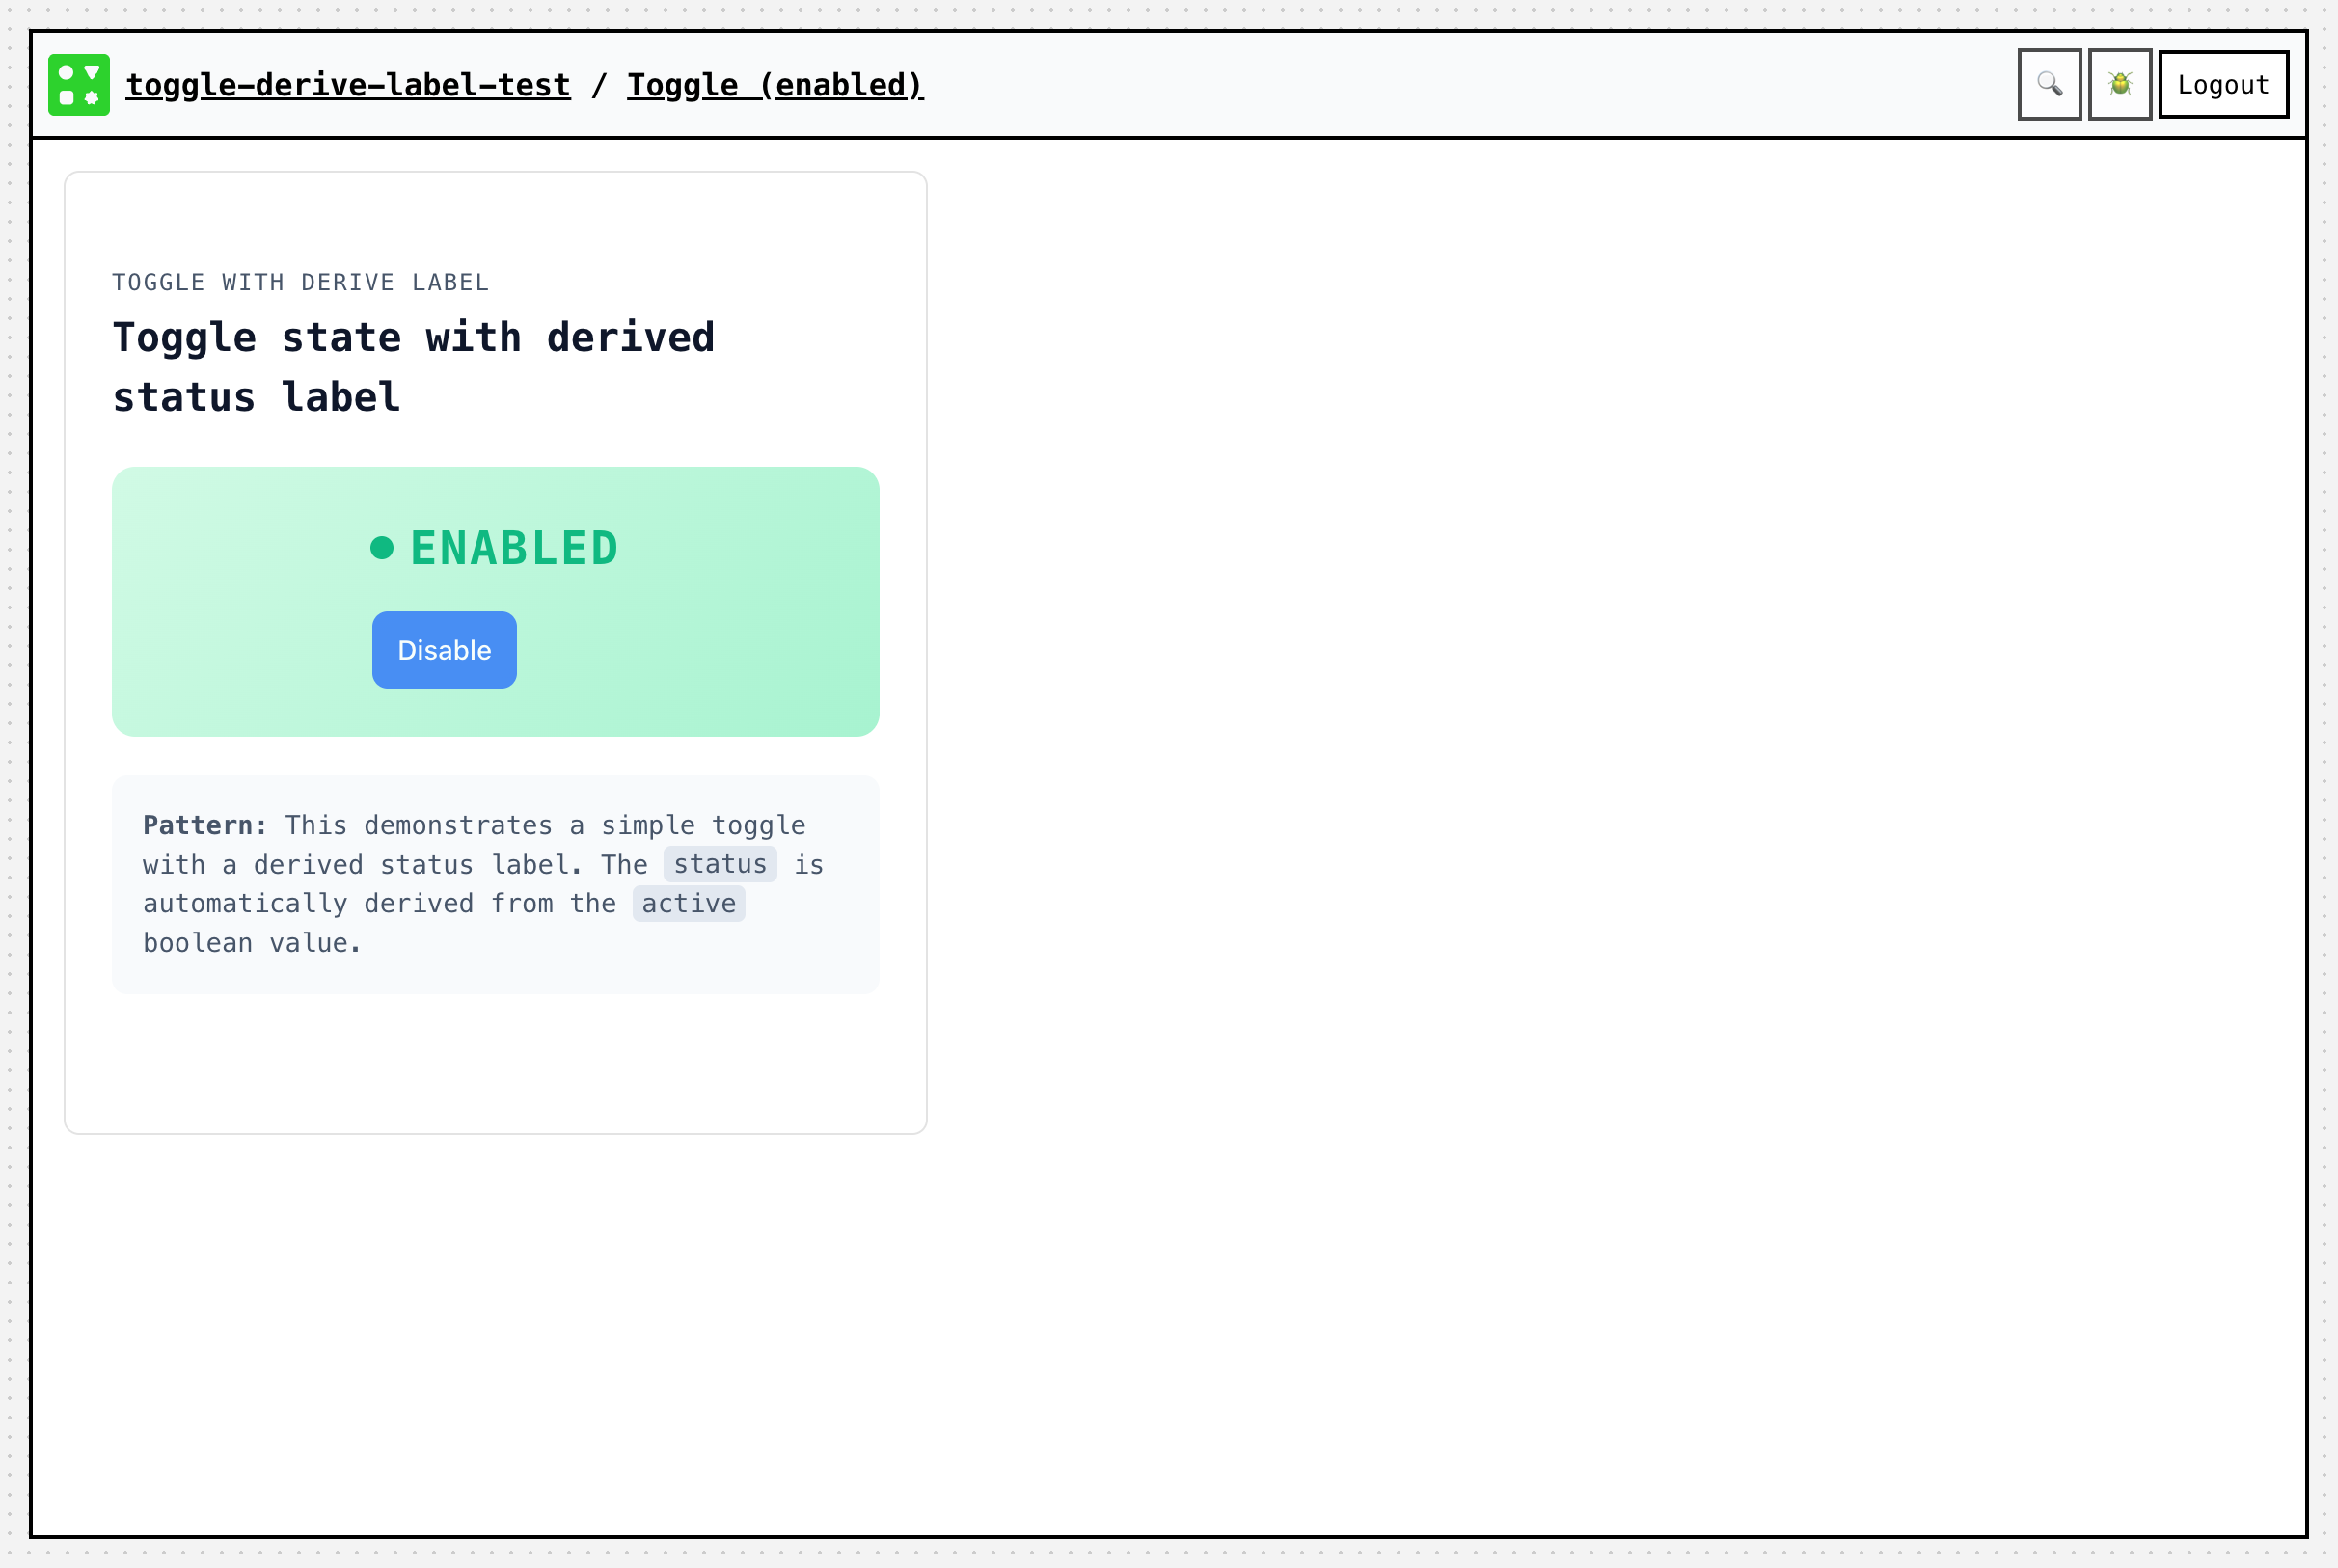 toggle-derive-label-test / Toggle (enabled)
Logout
TOGGLE WITH DERIVE LABEL
Toggle state with derived
status label
ENABLED
Disable
Pattern: This demonstrates a simple toggle
with a derived status label. The status is
automatically derived from the active
boolean value.